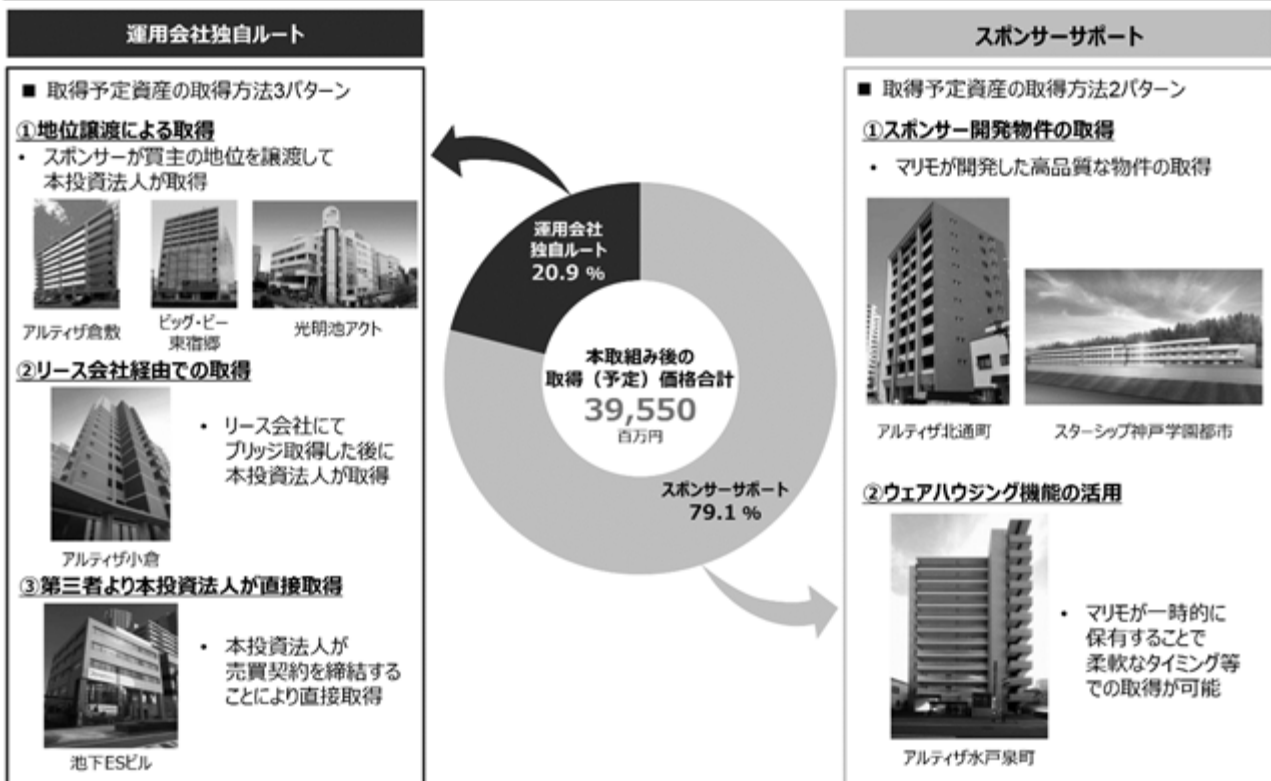 運用会社独自ルート
■ 取得予定資産の取得方法3パターン
①地位譲渡による取得
• スポンサーが買主の地位を譲渡して
本投資法人が取得
アルティザ倉敷
ビッグ・ビー
東宿郷
光明池アクト
②リース会社経由での取得
• リース会社にて
ブリッジ取得した後に
本投資法人が取得
アルティザ小倉
③第三者より本投資法人が直接取得
• 本投資法人が
売買契約を締結する
ことにより直接取得
池下ESビル
運用会社
独自ルート
20.9 %
本取組み後の
取得（予定）価格合計
39,550
百万円
スポンサーサポート
79.1 %
スポンサーサポート
■ 取得予定資産の取得方法2パターン
①スポンサー開発物件の取得
• マリモが開発した高品質な物件の取得
アルティザ北通町
スターシップ神戸学園都市
②ウェアハウジング機能の活用
• マリモが一時的に
保有することで
柔軟なタイミング等
での取得が可能
アルティザ水戸泉町